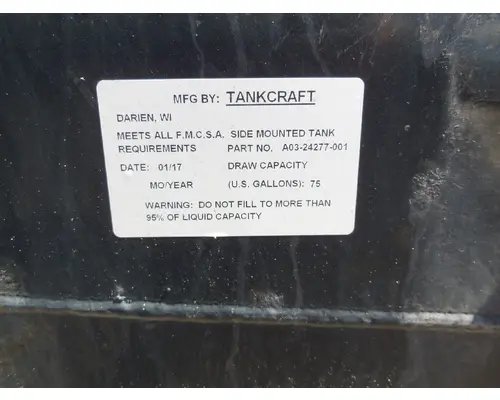 MFG BY: TANKCRAFT
DARIEN, WI
MEETS ALL F.M.C.S.A. SIDE MOUNTED TANK
REQUIREMENTS PART NO. A03-24277-001
DATE: 01/17 DRAW CAPACITY
MO/YEAR (U.S. GALLONS): 75
WARNING: DO NOT FILL TO MORE THAN
95% OF LIQUID CAPACITY